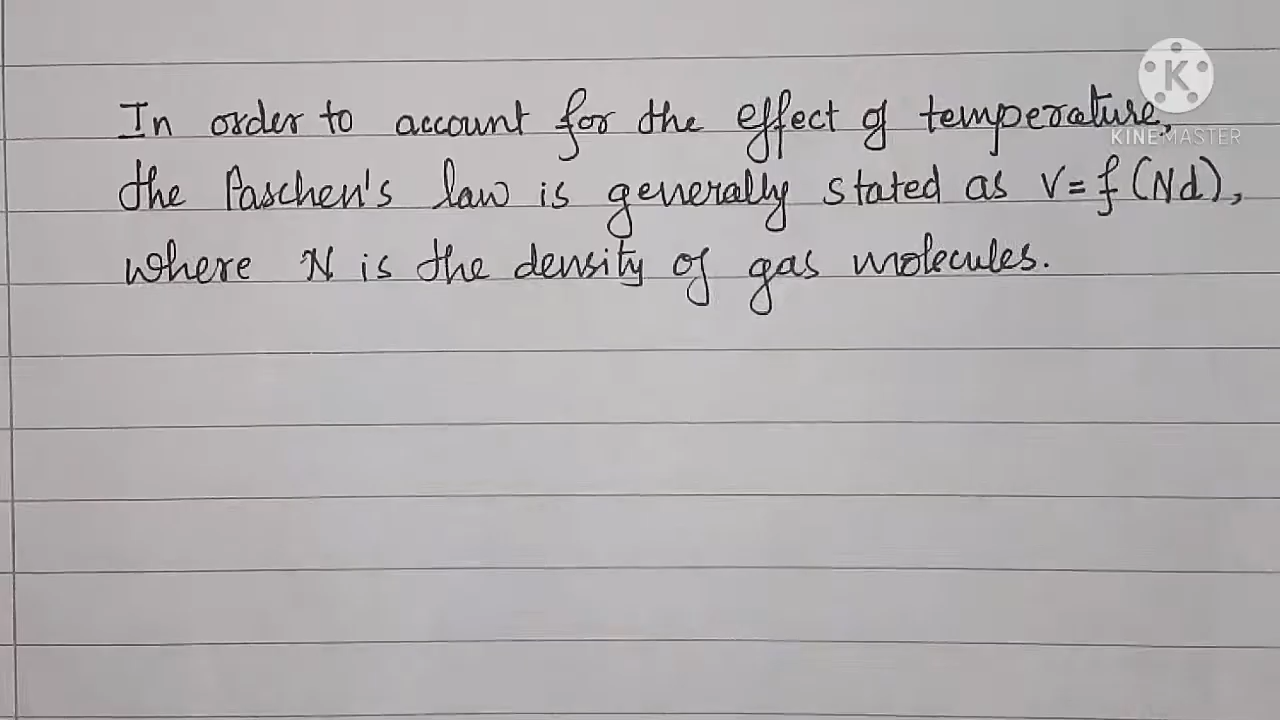 In order to account for the effect of temperature,
the Paschen's law is generally stated as V = f (Nd),
where N is the density of gas molecules.
K
KINEMASTER